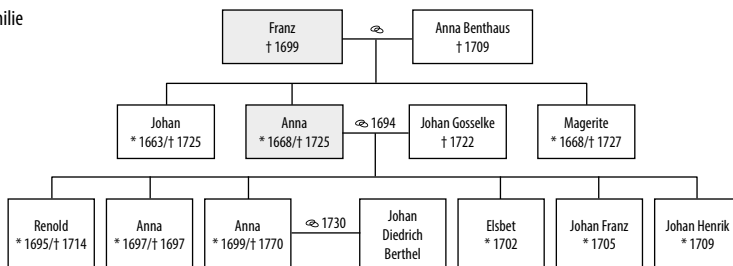 ilie
Franz
† 1699
⚭
Anna Benthaus
† 1709
Johan
* 1663/† 1725
Anna
* 1668/† 1725
⚭ 1694
Johan Gosselke
† 1722
Magerite
* 1668/† 1727
Renold
* 1695/† 1714
Anna
* 1697/† 1697
Anna
* 1699/† 1770
⚭ 1730
Johan
Diedrich
Berthel
Elsbet
* 1702
Johan Franz
* 1705
Johan Henrik
* 1709